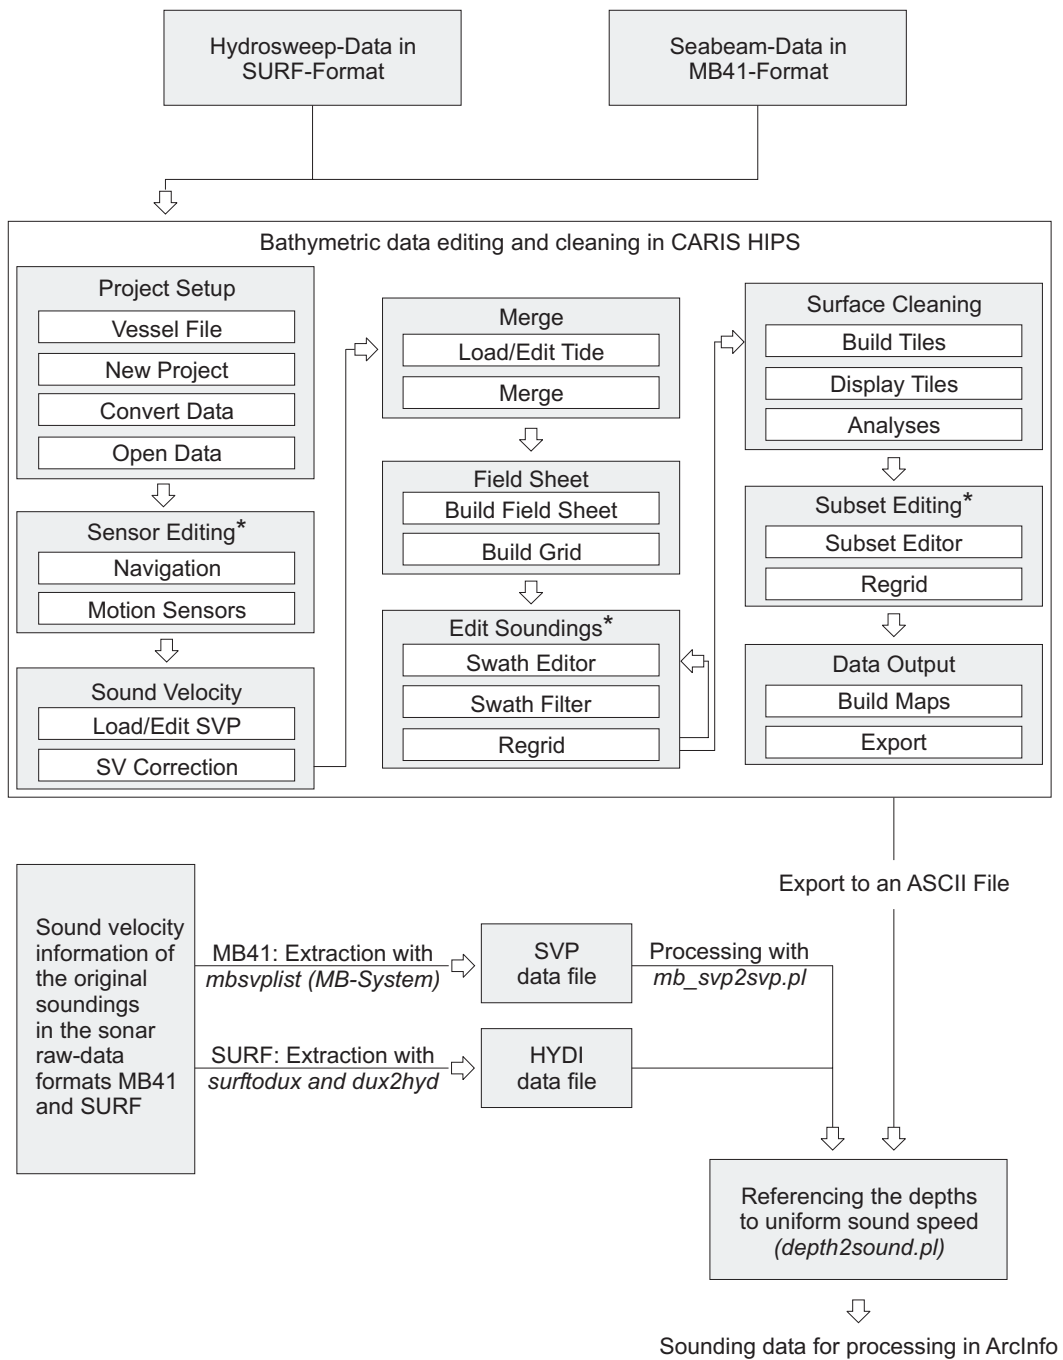 Hydrosweep-Data in
SURF-Format
Seabeam-Data in
MB41-Format
Bathymetric data editing and cleaning in CARIS HIPS
Project Setup
Vessel File
New Project
Convert Data
Open Data
Sensor Editing*
Navigation
Motion Sensors
Sound Velocity
Load/Edit SVP
SV Correction
Merge
Load/Edit Tide
Merge
Field Sheet
Build Field Sheet
Build Grid
Edit Soundings*
Swath Editor
Swath Filter
Regrid
Surface Cleaning
Build Tiles
Display Tiles
Analyses
Subset Editing*
Subset Editor
Regrid
Data Output
Build Maps
Export
Export to an ASCII File
Sound velocity
information of
the original
soundings
in the sonar
raw-data
formats MB41
and SURF
MB41: Extraction with
mbsvplist (MB-System)
SVP
data file
Processing with
mb_svp2svp.pl
SURF: Extraction with
surftodux and dux2hyd
HYDI
data file
Referencing the depths
to uniform sound speed
(depth2sound.pl)
Sounding data for processing in ArcInfo